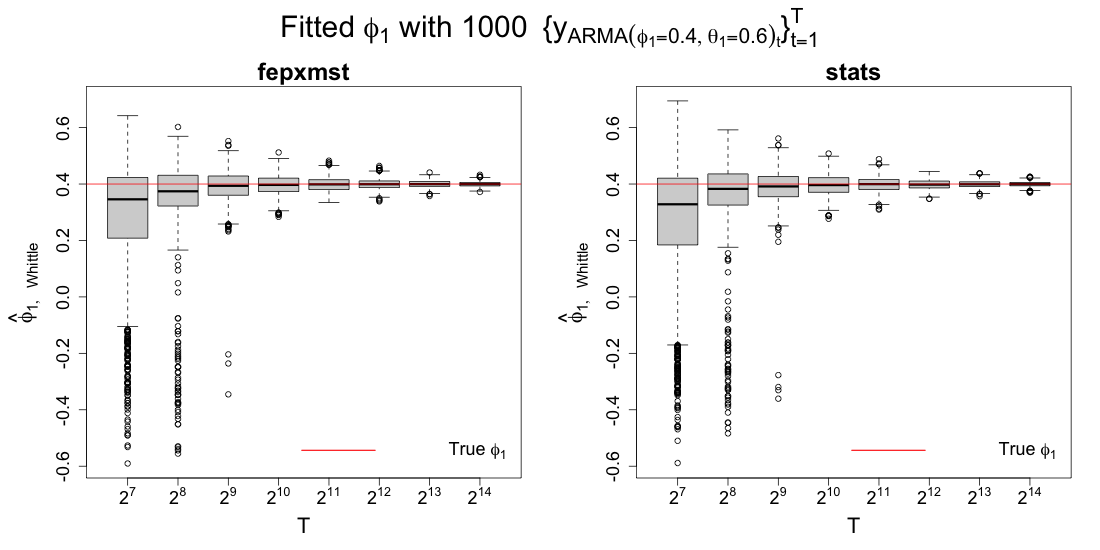 Fitted ϕ₁ with 1000 {y_ARMA(ϕ₁=0.4, θ₁=0.6)_t}ᵀ_t=1
fepxmst
ϕ̂₁, Whittle
0.6
0.4
0.2
0.0
-0.2
-0.4
-0.6
True ϕ₁
2⁷ 2⁸ 2⁹ 2¹⁰ 2¹¹ 2¹² 2¹³ 2¹⁴
T
stats
ϕ̂₁, Whittle
0.6
0.4
0.2
0.0
-0.2
-0.4
-0.6
True ϕ₁
2⁷ 2⁸ 2⁹ 2¹⁰ 2¹¹ 2¹² 2¹³ 2¹⁴
T